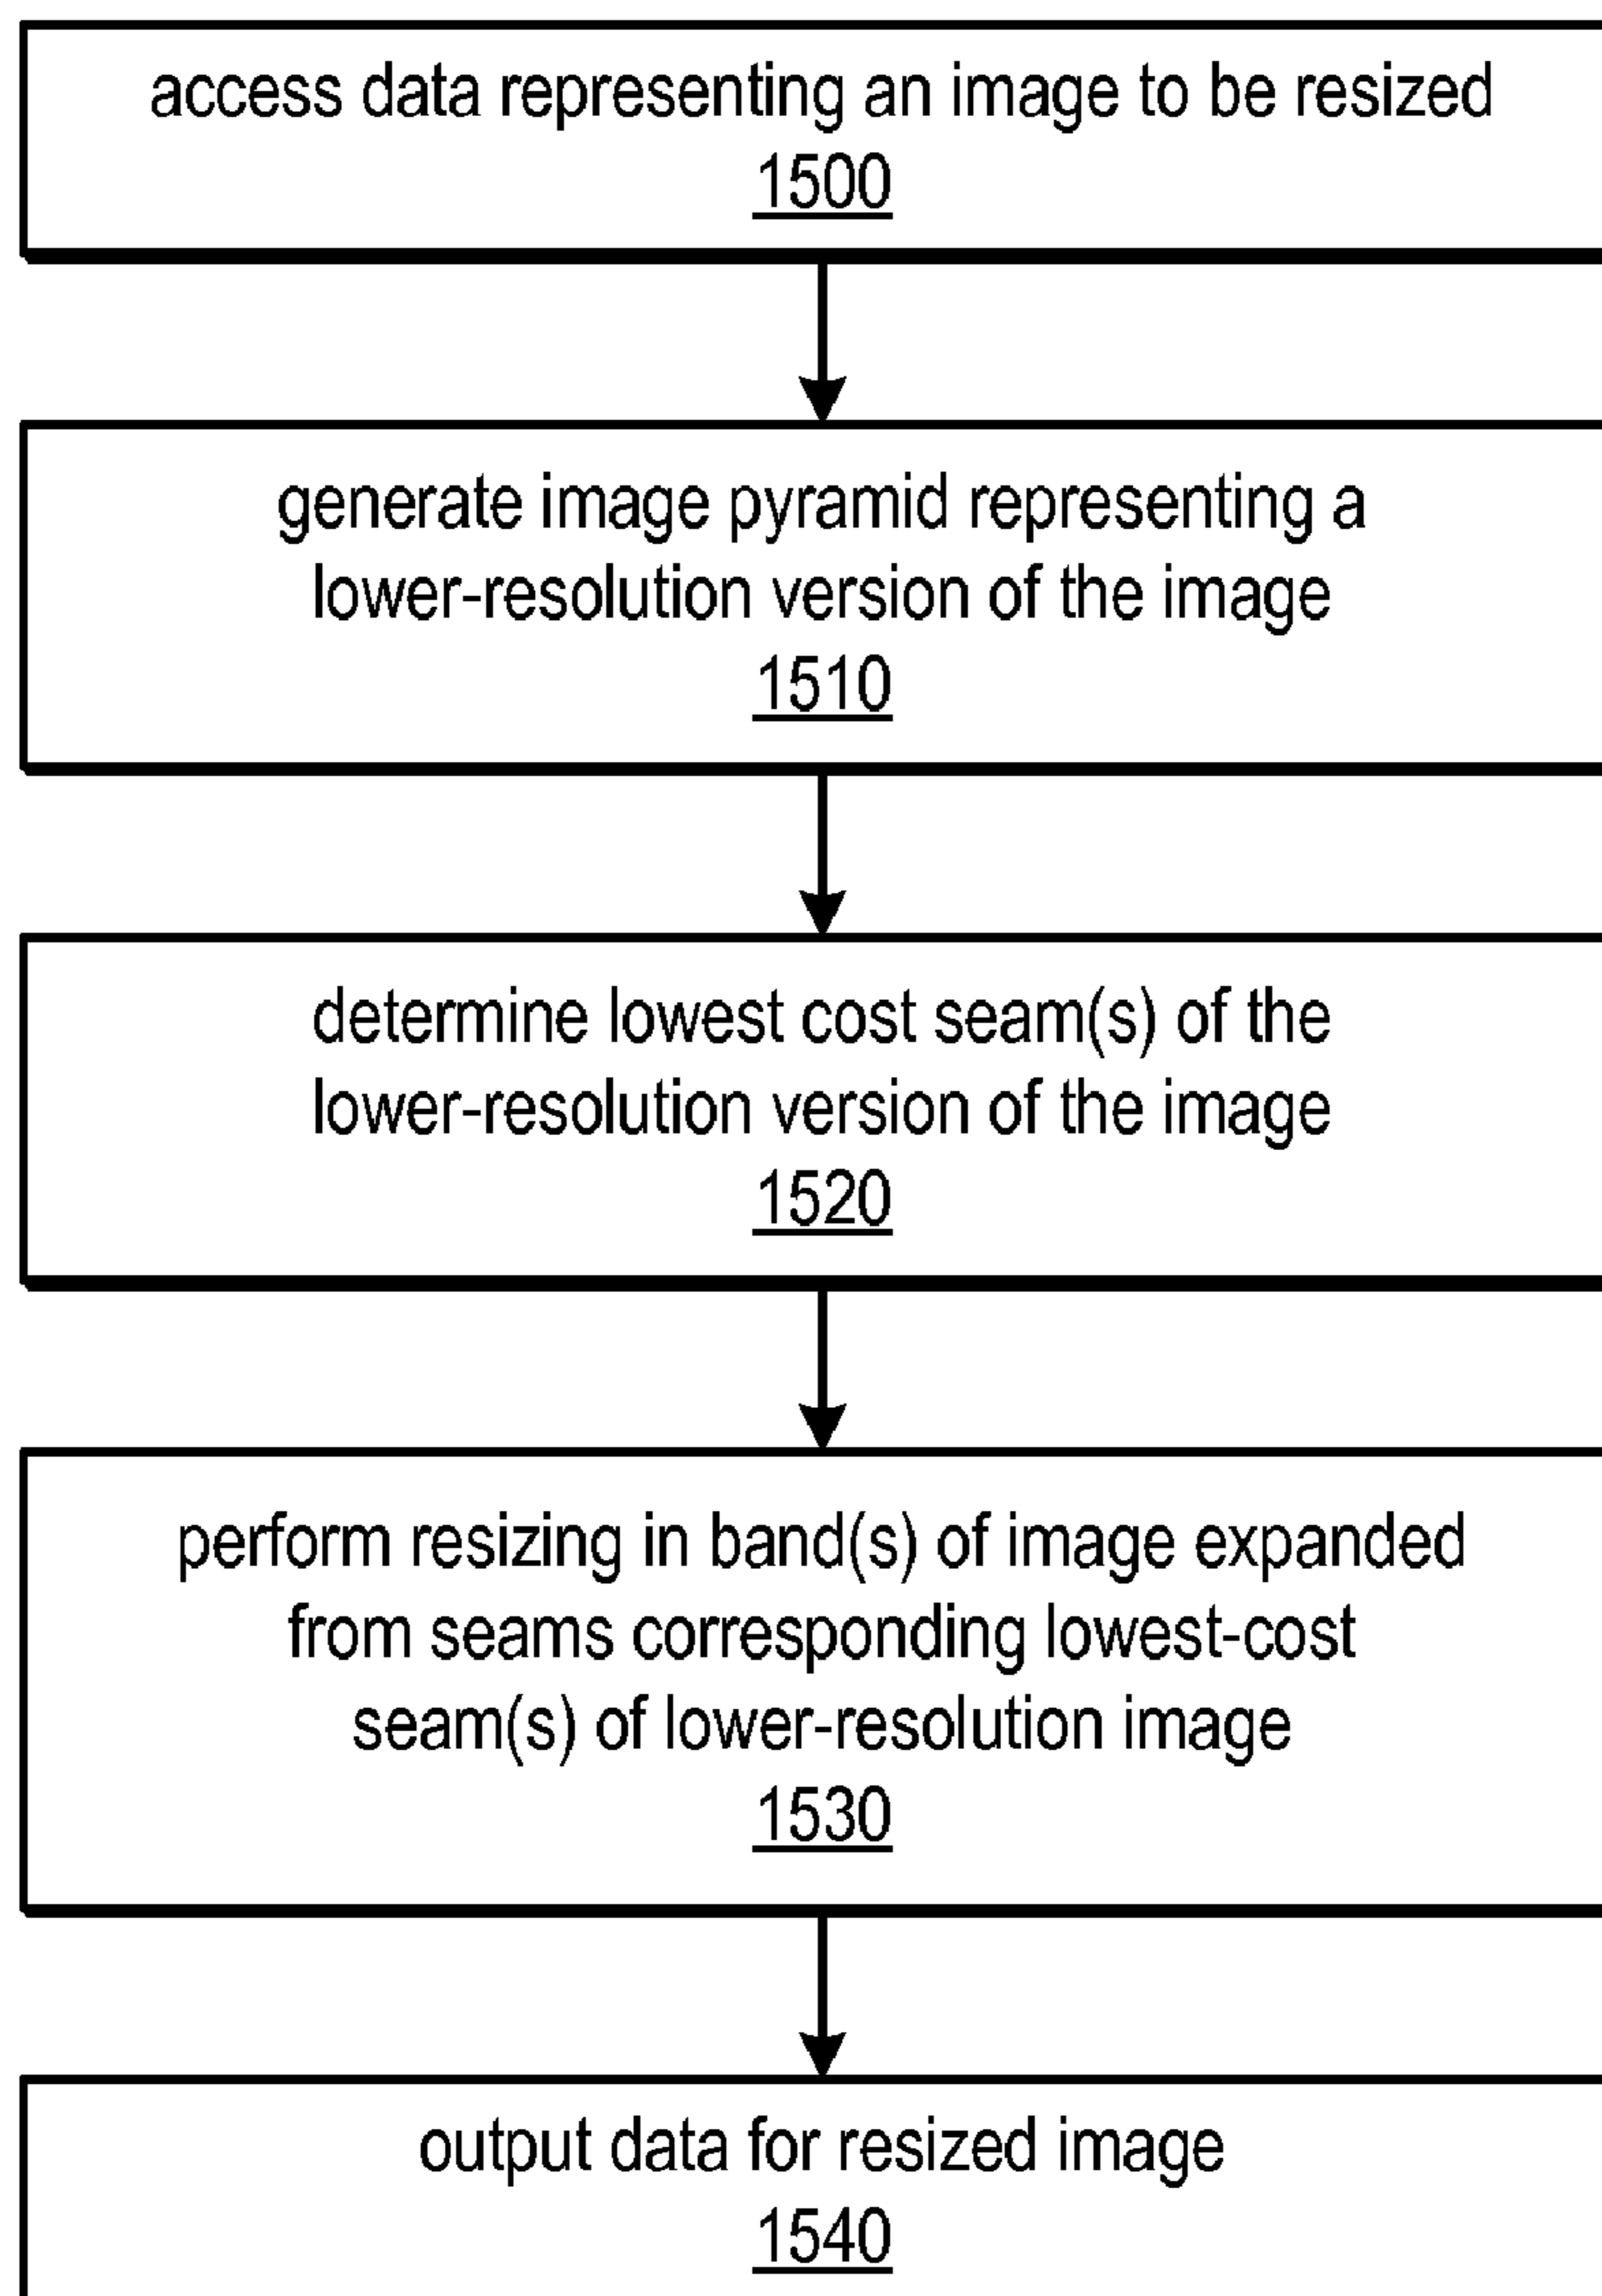 access data representing an image to be resized
1500
generate image pyramid representing a
lower-resolution version of the image
1510
determine lowest cost seam(s) of the
lower-resolution version of the image
1520
perform resizing in band(s) of image expanded
from seams corresponding lowest-cost
seam(s) of lower-resolution image
1530
output data for resized image
1540